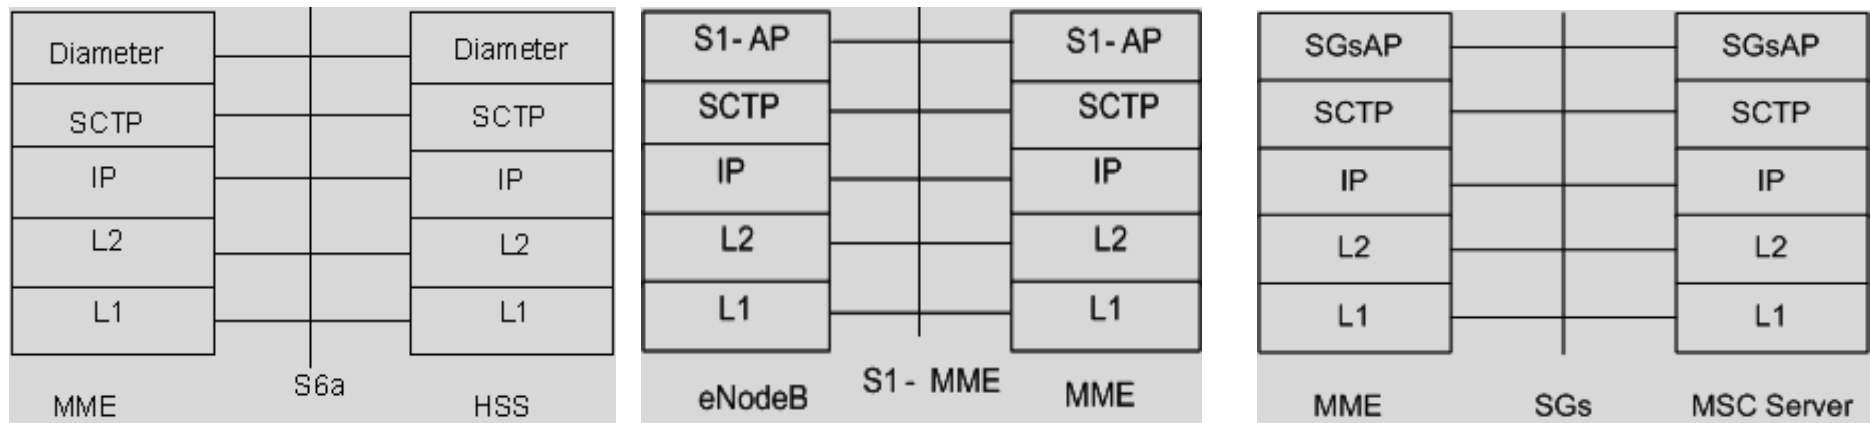 Diameter Diameter
SCTP SCTP
IP IP
L2 L2
L1 L1
S6a
MME HSS
S1- AP S1- AP
SCTP SCTP
IP IP
L2 L2
L1 L1
S1 - MME
eNodeB MME
SGsAP SGsAP
SCTP SCTP
IP IP
L2 L2
L1 L1
MME SGs MSC Server